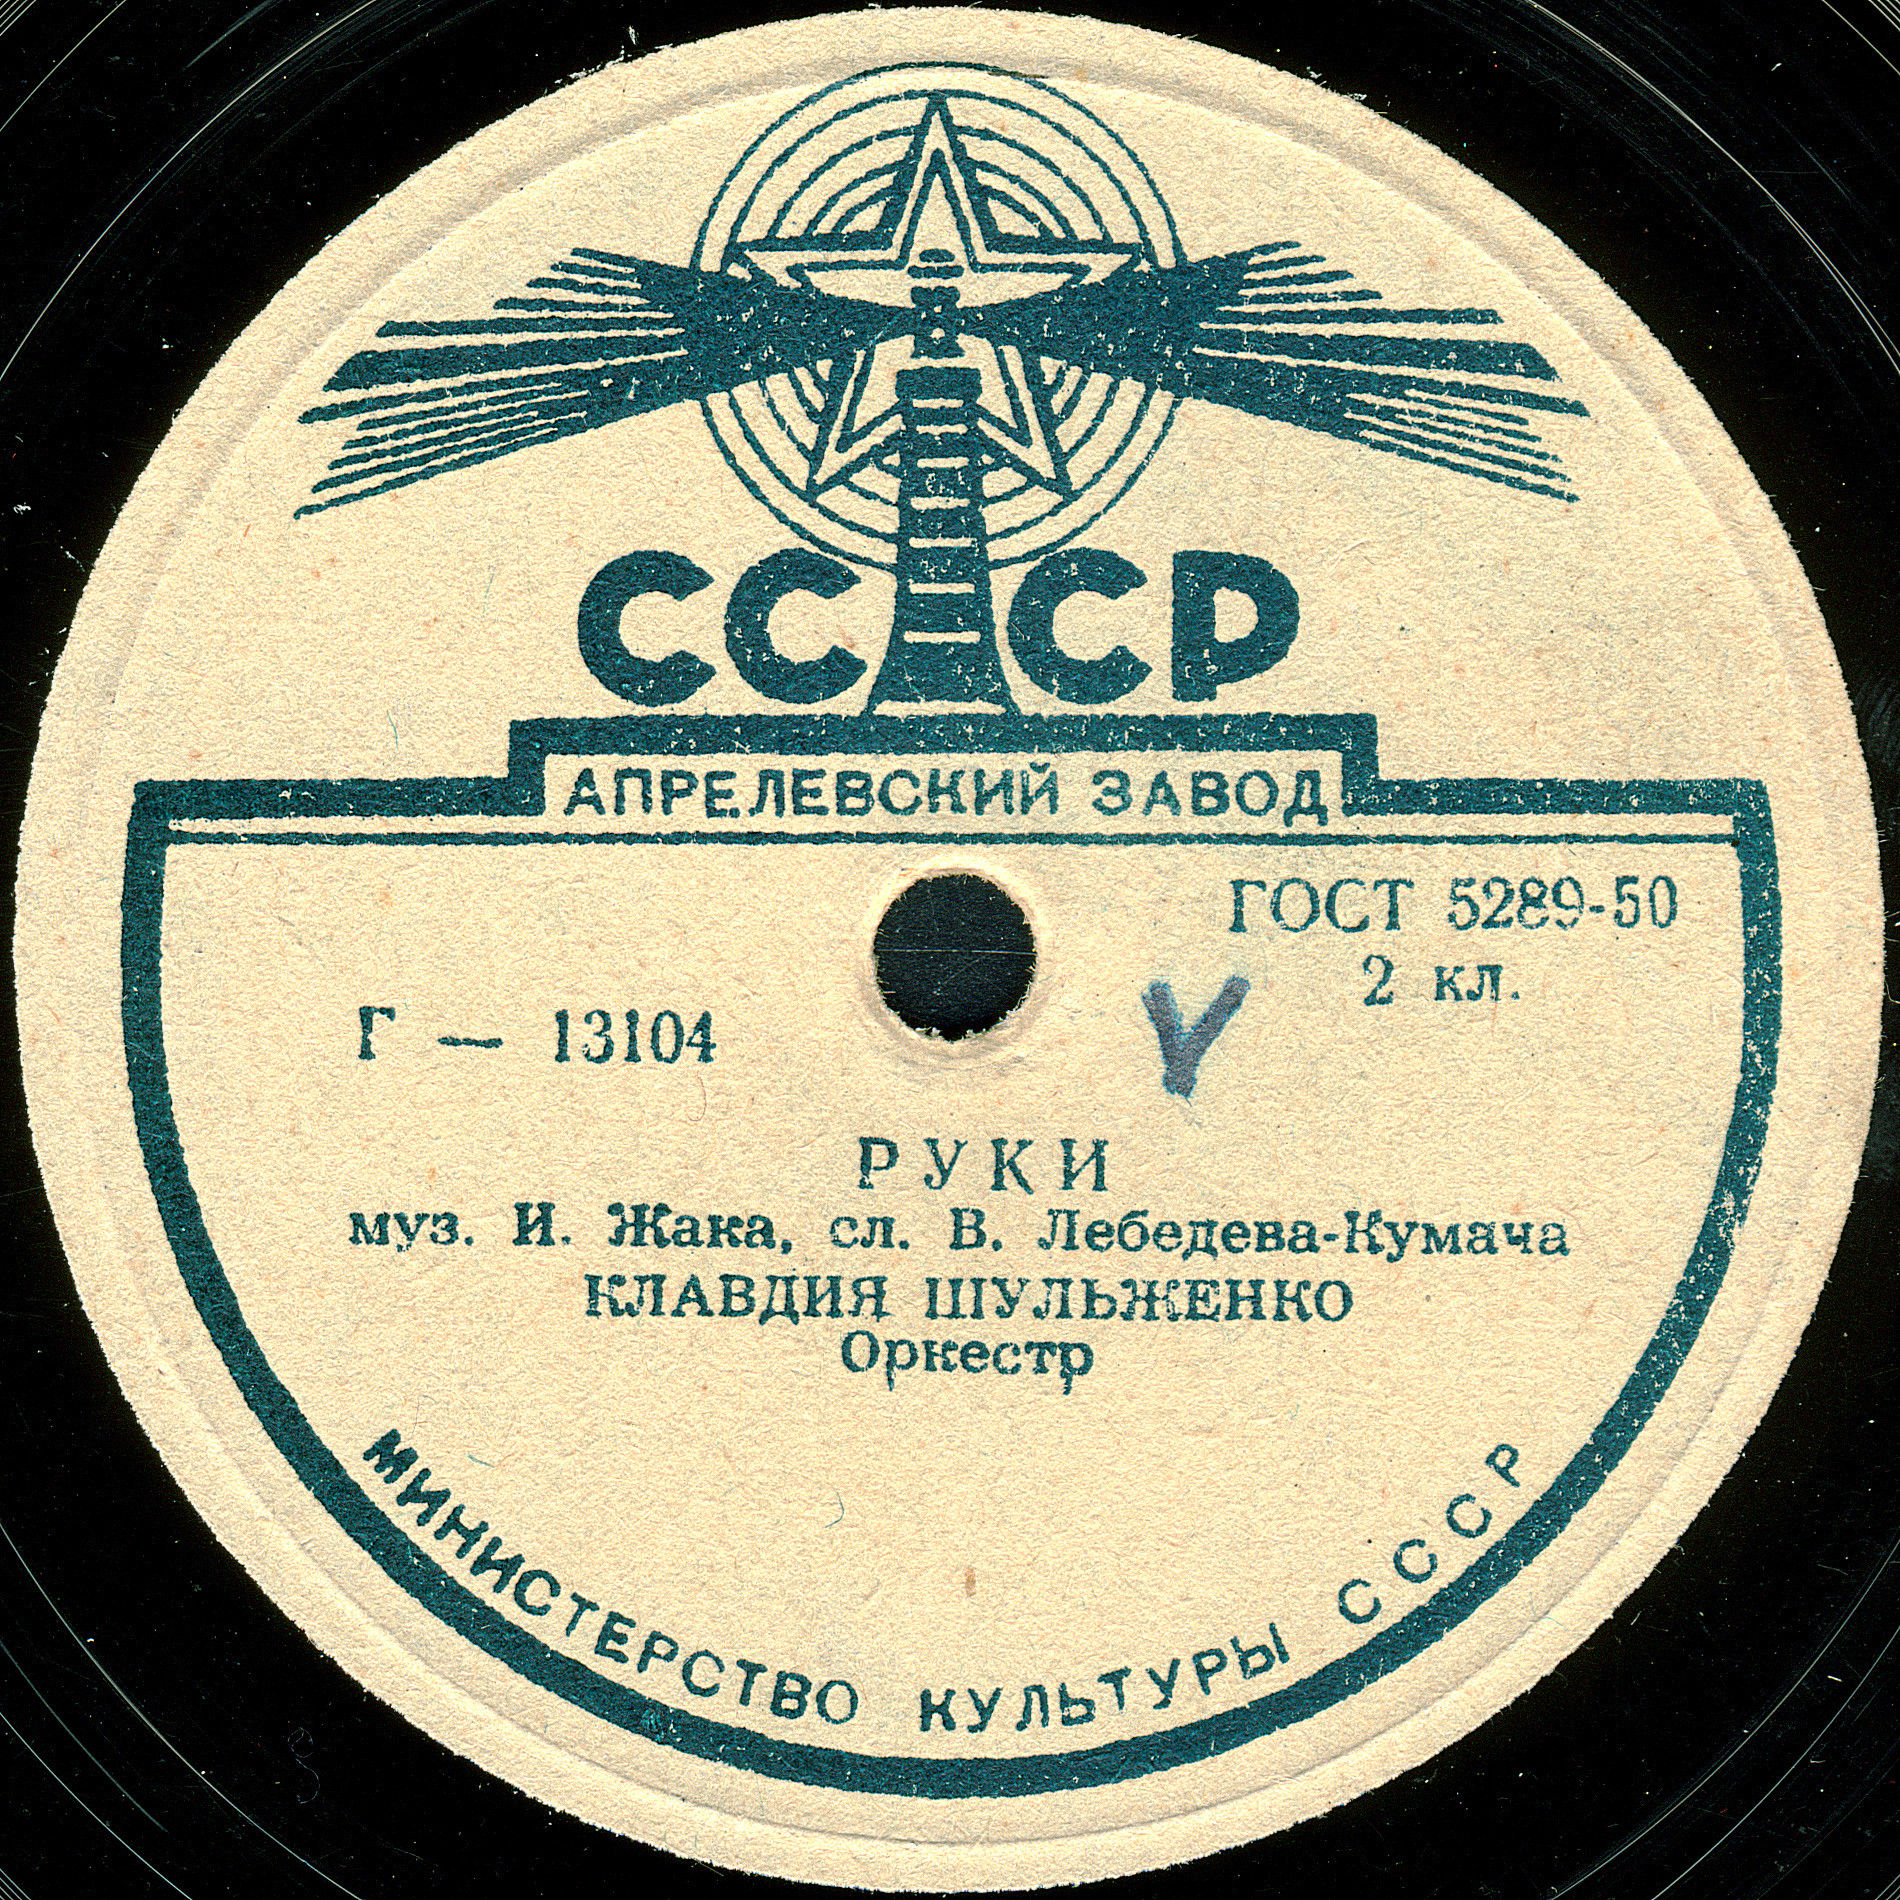 СССР
АПРЕЛЕВСКИЙ ЗАВОД
ГОСТ 5289-50
2 кл.
Г — 13104
У
РУКИ
муз. И. Жака, сл. В. Лебедева-Кумача
КЛАВДИЯ ШУЛЬЖЕНКО
Оркестр
МИНИСТЕРСТВО КУЛЬТУРЫ СССР